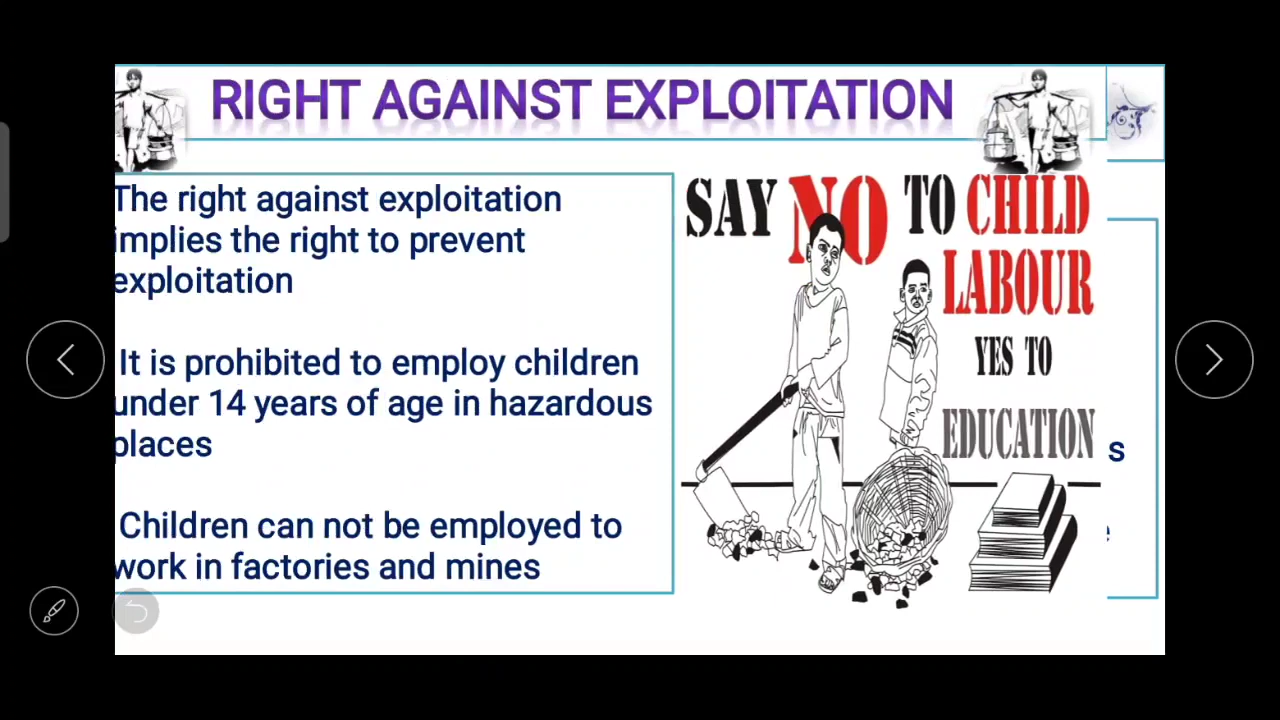 RIGHT AGAINST EXPLOITATION
The right against exploitation
implies the right to prevent
exploitation
It is prohibited to employ children
under 14 years of age in hazardous
places
Children can not be employed to
work in factories and mines
SAY NO TO CHILD
LABOUR
YES TO
EDUCATION
s